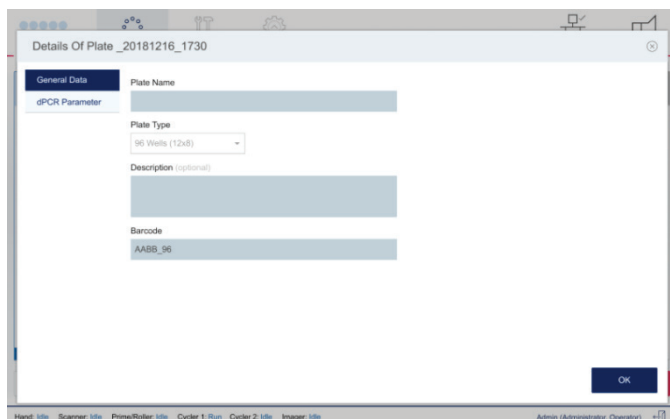 Details Of Plate _20181216_1730
General Data
dPCR Parameter
Plate Name
Plate Type
96 Wells (12x8)
Description (optional)
Barcode
AABB_96
OK
Hand: Idle Scanner: Idle Prime/Roller: Idle Cycler 1: Run Cycler 2: Idle Imager: Idle Admin (Administrator, Operator)